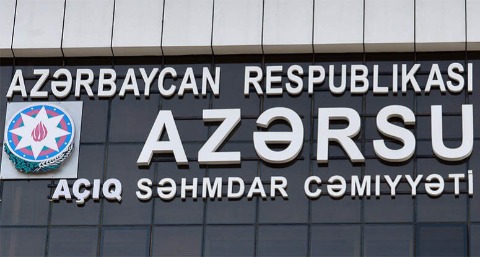 AZƏRBAYCAN RESPUBLİKASI
AZƏRSU
AÇIQ SƏHMDAR CƏMİYYƏTİ